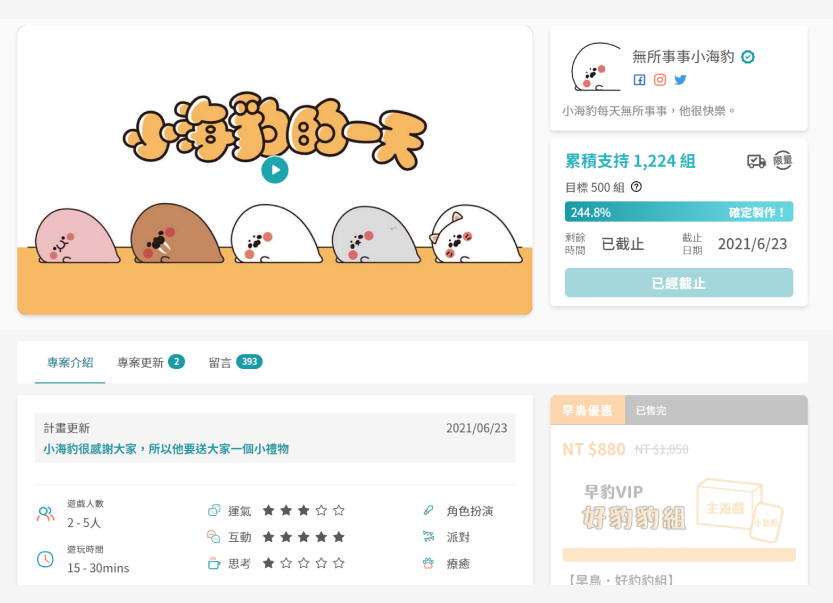 小海豹的一天
無所事事小海豹
小海豹每天無所事事，他很快樂。
累積支持 1,224 組
限量
目標 500 組
244.8%
確定製作！
剩餘時間
已截止
截止日期
2021/6/23
已經截止
專案介紹
專案更新 2
留言 393
計畫更新
2021/06/23
小海豹很感謝大家，所以他要送大家一個小禮物
遊戲人數
2 - 5人
遊玩時間
15 - 30mins
運氣 ★★★☆☆
互動 ★★★★★
思考 ★☆☆☆☆
角色扮演
派對
療癒
早鳥優惠
已售完
NT $880 NT $1,050
早豹VIP
好豹豹組
主遊戲
【早鳥・好豹豹組】